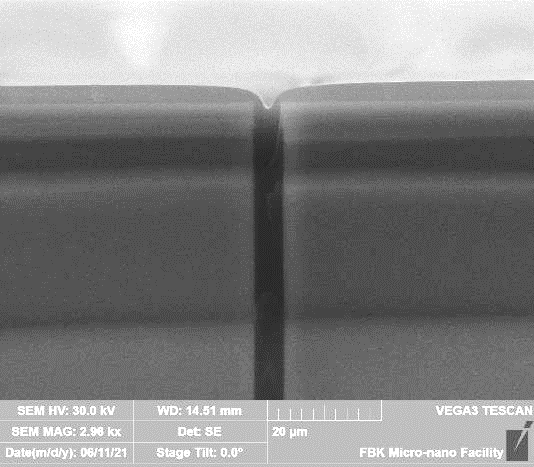 SEM HV: 30.0 kV WD: 14.51 mm VEGA3 TESCAN
SEM MAG: 2.96 kx Det: SE 20 µm
Date(m/d/y): 06/11/21 Stage Tilt: 0.0° FBK Micro-nano Facility